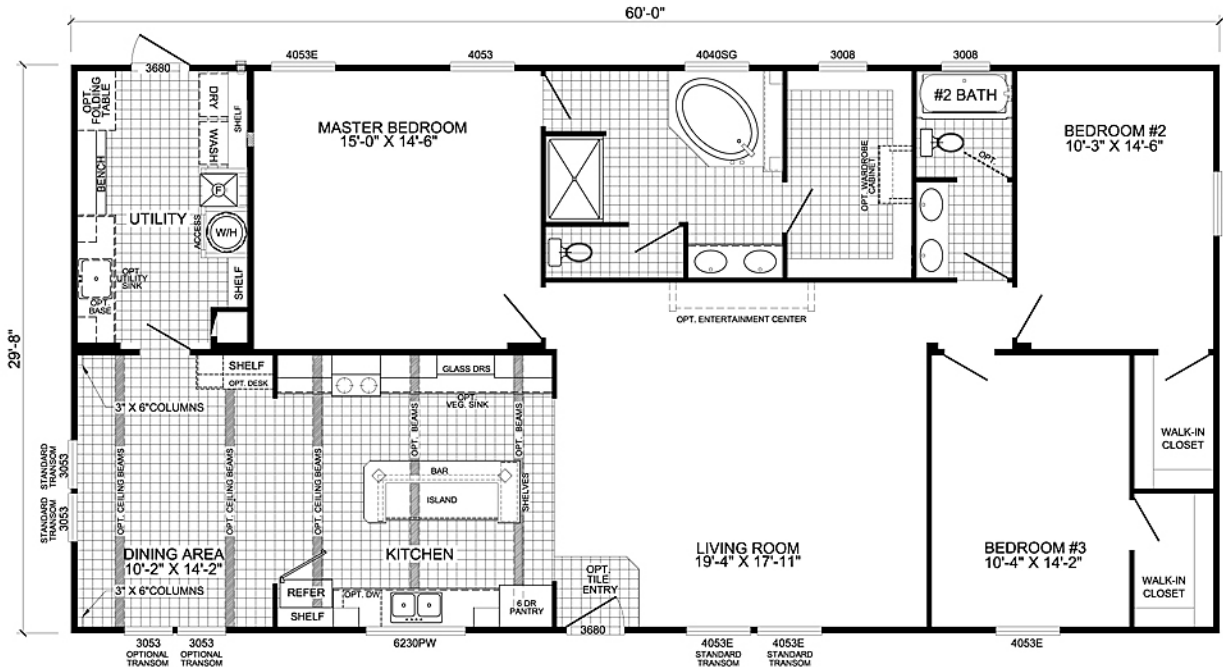 60'-0"
29'-8"
3680
4053E
4053
4040SG
3008
3008
OPT.
FOLDING
TABLE
DRY
WASH
SHELF
BENCH
F
UTILITY
ACCESS
W/H
OPT.
UTILITY
SINK
OPT.
BASE
SHELF
MASTER BEDROOM
15'-0" X 14'-6"
OPT. WARDROBE
CABINET
#2 BATH
OPT.
BEDROOM #2
10'-3" X 14'-6"
OPT. ENTERTAINMENT CENTER
SHELF
OPT. DESK
GLASS DRS
OPT.
VEG. SINK
3" X 6"COLUMNS
STANDARD
TRANSOM
3053
STANDARD
TRANSOM
3053
OPT. CEILING BEAMS
OPT. CEILING BEAMS
OPT. BEAMS
OPT. BEAMS
OPT. BEAMS
BAR
ISLAND
SHELVES
DINING AREA
10'-2" X 14'-2"
KITCHEN
3" X 6"COLUMNS
REFER
SHELF
OPT. DW
6 DR
PANTRY
OPT.
TILE
ENTRY
3680
LIVING ROOM
19'-4" X 17'-11"
BEDROOM #3
10'-4" X 14'-2"
WALK-IN
CLOSET
WALK-IN
CLOSET
3053
OPTIONAL
TRANSOM
3053
OPTIONAL
TRANSOM
6230PW
4053E
STANDARD
TRANSOM
4053E
STANDARD
TRANSOM
4053E